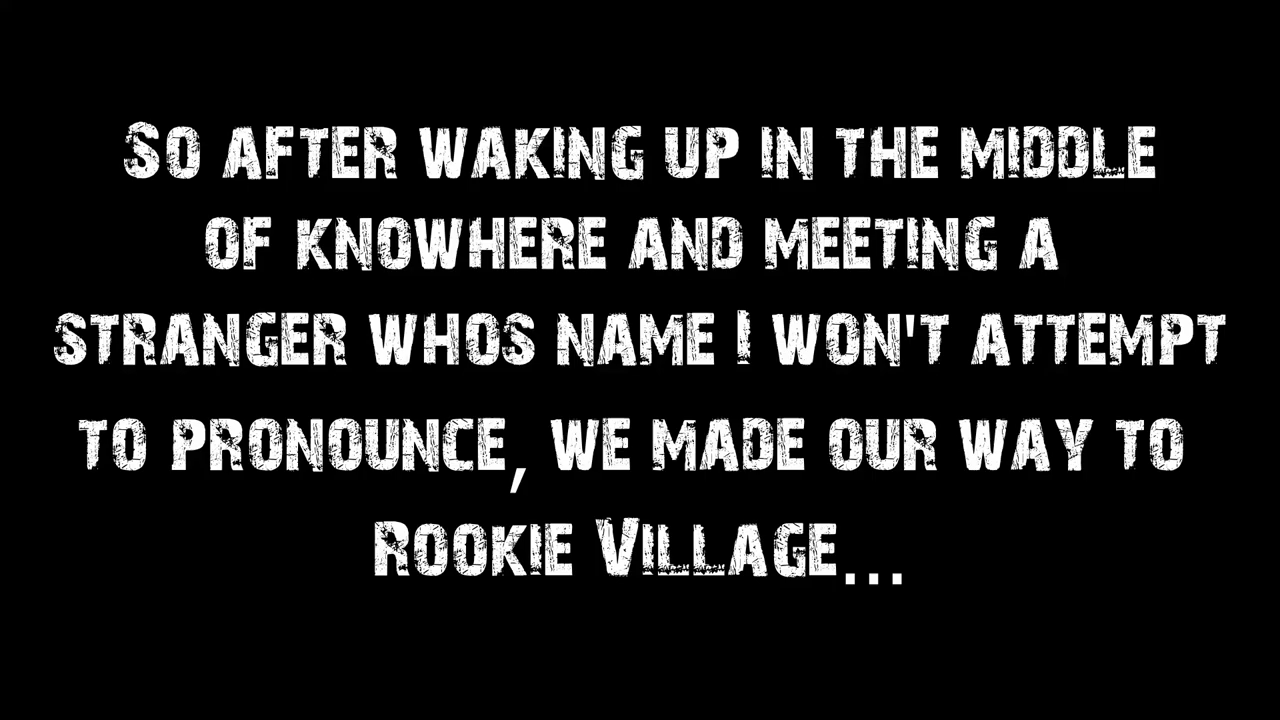 So after waking up in the middle
of knowhere and meeting a
stranger whos name I won't attempt
to pronounce, we made our way to
Rookie Village...